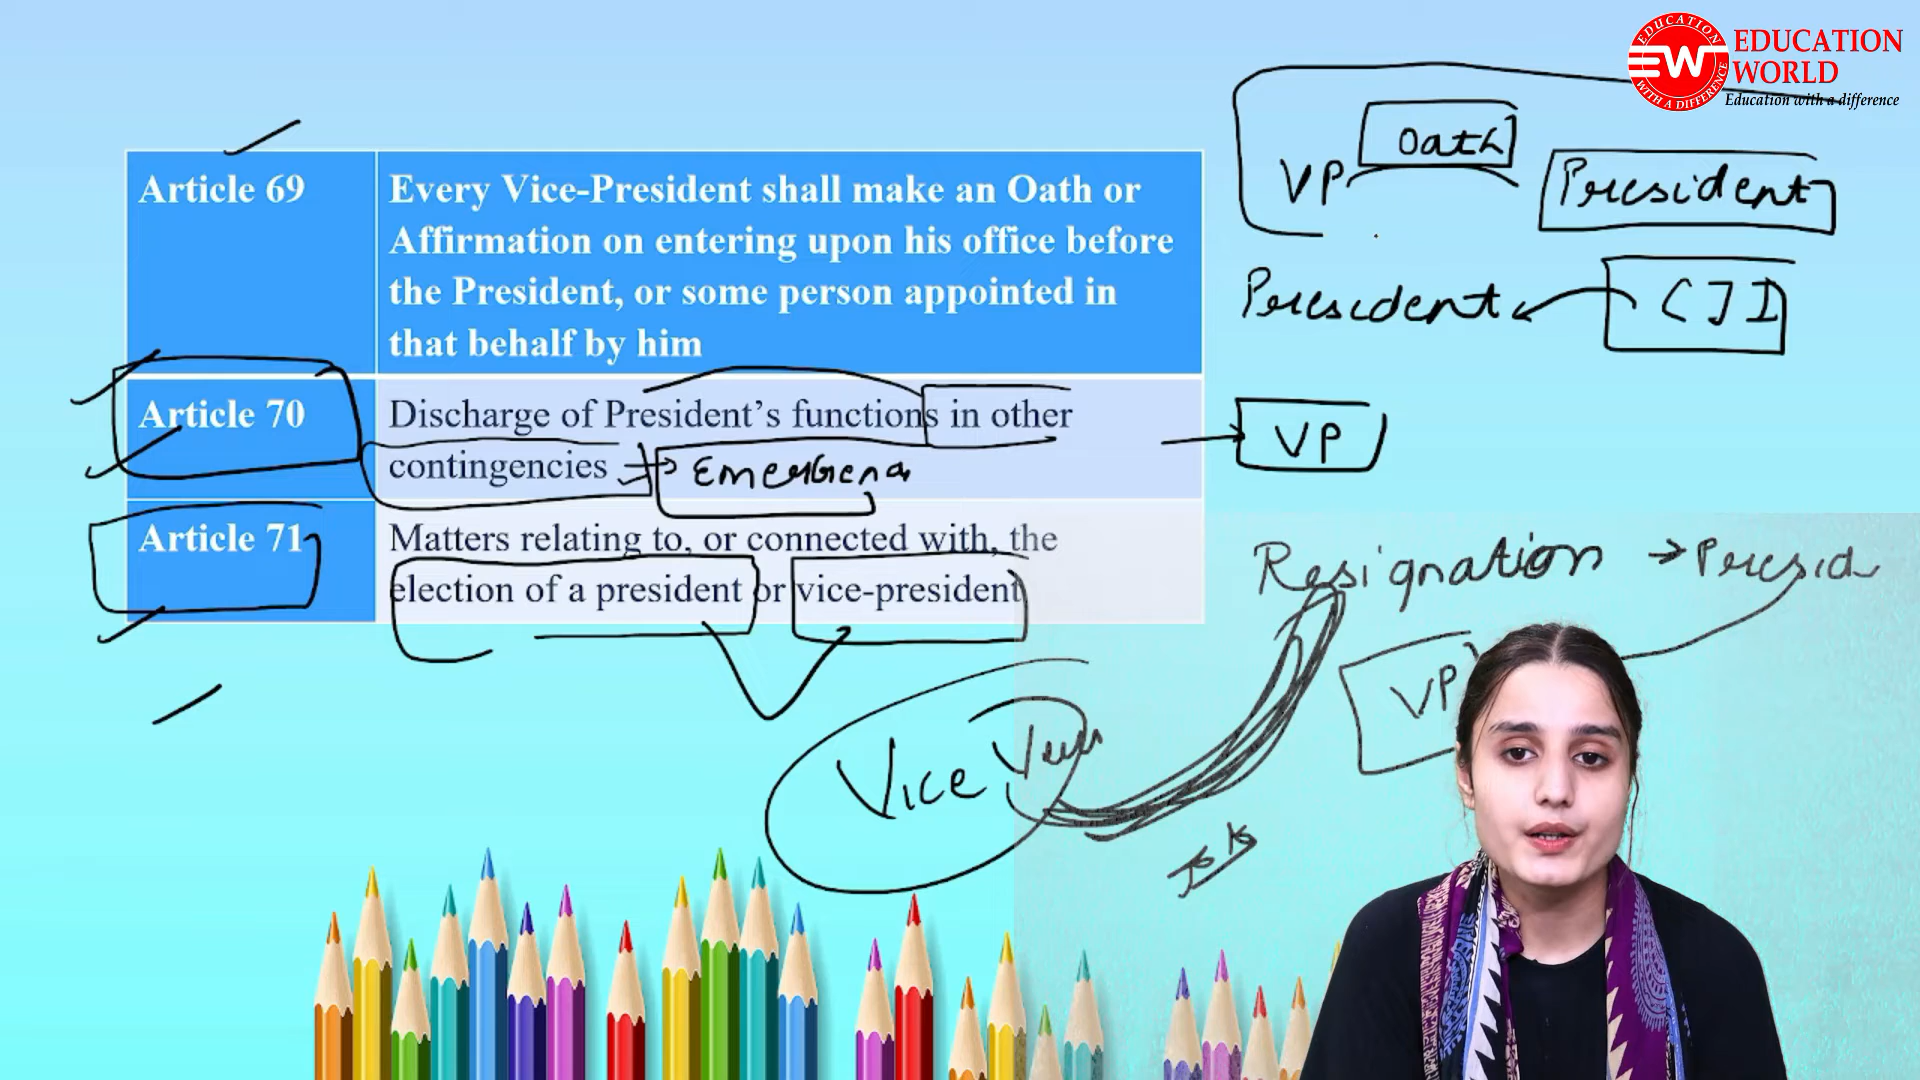 EDUCATION
WITH A DIFFERENCE
EW
EDUCATION
WORLD
Education with a difference
Article 69
Every Vice-President shall make an Oath or
Affirmation on entering upon his office before
the President, or some person appointed in
that behalf by him
Article 70
Discharge of President’s functions in other
contingencies
Article 71
Matters relating to, or connected with, the
election of a president or vice-president
Oath
VP
President
President
CJI
VP
Resignation
VP
Vice